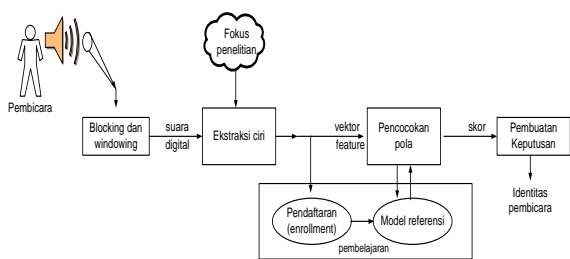 Fokus
penelitian
Pembicara
Blocking dan
windowing
suara
digital
Ekstraksi ciri
vektor
feature
Pencocokan
pola
skor
Pembuatan
Keputusan
Identitas
pembicara
Pendaftaran
(enrollment)
Model referensi
pembelajaran